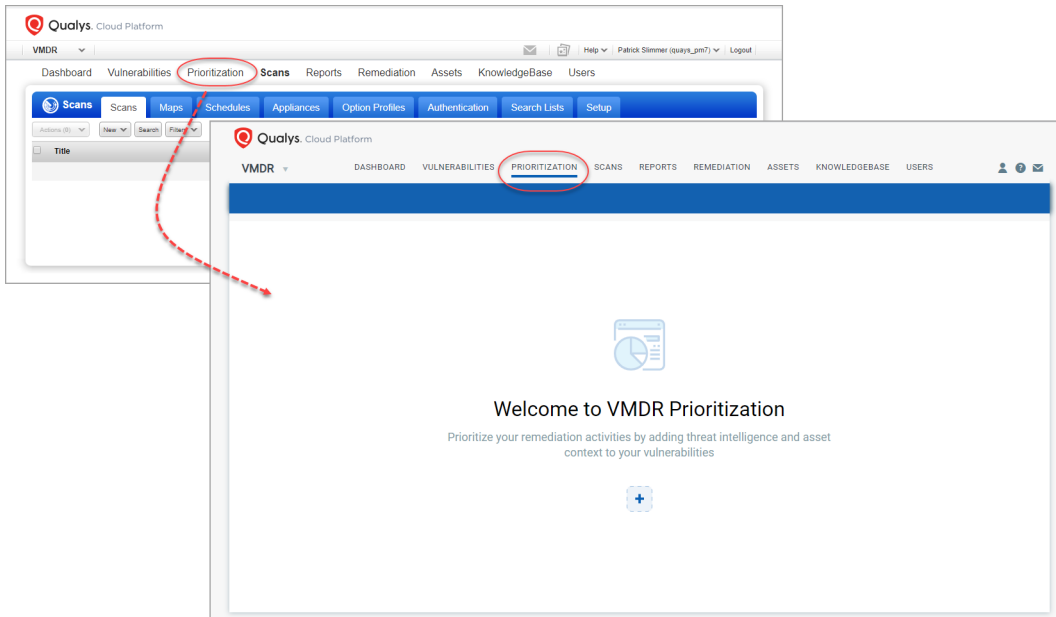 Qualys. Cloud Platform
VMDR
Help Patrick Slimmer (quays_pm7) Logout
Dashboard Vulnerabilities Prioritization Scans Reports Remediation Assets KnowledgeBase Users
Scans Scans Maps Schedules Appliances Option Profiles Authentication Search Lists Setup
Actions (0) New Search Filters
Title
Qualys. Cloud Platform
VMDR DASHBOARD VULNERABILITIES PRIORITIZATION SCANS REPORTS REMEDIATION ASSETS KNOWLEDGEBASE USERS
Welcome to VMDR Prioritization
Prioritize your remediation activities by adding threat intelligence and asset
context to your vulnerabilities